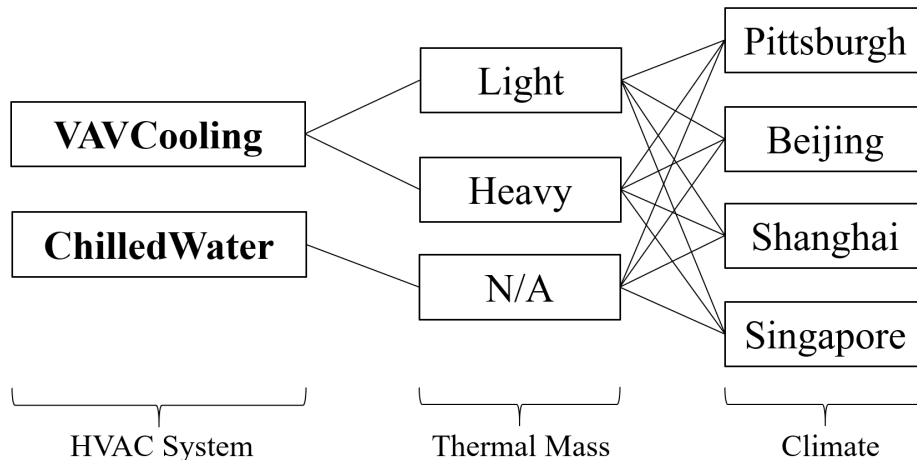 VAVCooling
ChilledWater
HVAC System
Light
Heavy
N/A
Thermal Mass
Pittsburgh
Beijing
Shanghai
Singapore
Climate